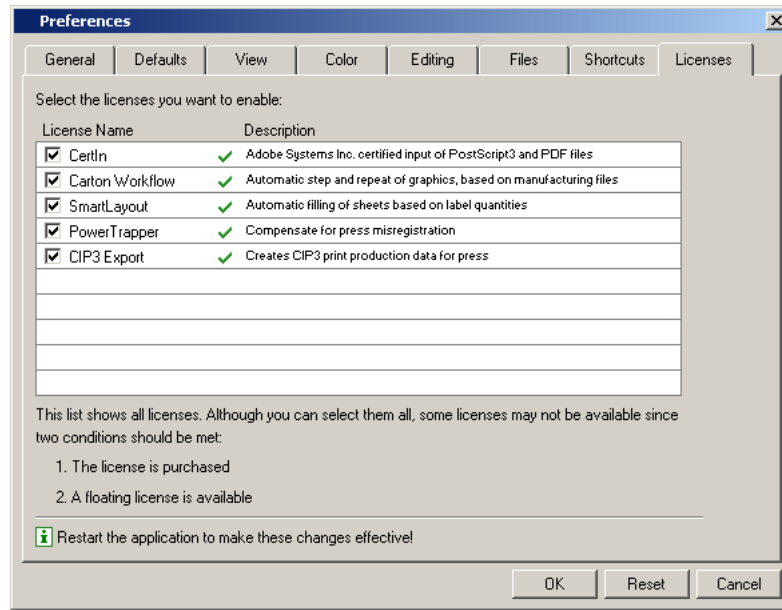 Preferences
General Defaults View Color Editing Files Shortcuts Licenses
Select the licenses you want to enable:
License Name Description
CertIn Adobe Systems Inc. certified input of PostScript3 and PDF files
Carton Workflow Automatic step and repeat of graphics, based on manufacturing files
SmartLayout Automatic filling of sheets based on label quantities
PowerTrapper Compensate for press misregistration
CIP3 Export Creates CIP3 print production data for press
This list shows all licenses. Although you can select them all, some licenses may not be available since
two conditions should be met:
1. The license is purchased
2. A floating license is available
Restart the application to make these changes effective!
OK Reset Cancel